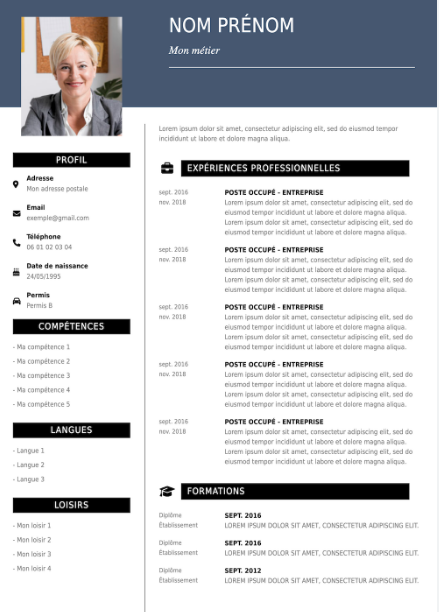 NOM PRÉNOM
Mon métier
Lorem ipsum dolor sit amet, consectetur adipiscing elit, sed do eiusmod tempor
incididunt ut labore et dolore magna aliqua.
PROFIL
Adresse
Mon adresse postale
Email
exemple@gmail.com
Téléphone
06 01 02 03 04
Date de naissance
24/05/1995
Permis
Permis B
COMPÉTENCES
- Ma compétence 1
- Ma compétence 2
- Ma compétence 3
- Ma compétence 4
- Ma compétence 5
LANGUES
- Langue 1
- Langue 2
- Langue 3
LOISIRS
- Mon loisir 1
- Mon loisir 2
- Mon loisir 3
- Mon loisir 4
EXPÉRIENCES PROFESSIONNELLES
sept. 2016
nov. 2018
POSTE OCCUPÉ - ENTREPRISE
Lorem ipsum dolor sit amet, consectetur adipiscing elit, sed do
eiusmod tempor incididunt ut labore et dolore magna aliqua.
Lorem ipsum dolor sit amet, consectetur adipiscing elit, sed do
eiusmod tempor incididunt ut labore et dolore magna aliqua.
sept. 2016
nov. 2018
POSTE OCCUPÉ - ENTREPRISE
Lorem ipsum dolor sit amet, consectetur adipiscing elit, sed do
eiusmod tempor incididunt ut labore et dolore magna aliqua.
Lorem ipsum dolor sit amet, consectetur adipiscing elit, sed do
eiusmod tempor incididunt ut labore et dolore magna aliqua.
sept. 2016
nov. 2018
POSTE OCCUPÉ - ENTREPRISE
Lorem ipsum dolor sit amet, consectetur adipiscing elit, sed do
eiusmod tempor incididunt ut labore et dolore magna aliqua.
Lorem ipsum dolor sit amet, consectetur adipiscing elit, sed do
eiusmod tempor incididunt ut labore et dolore magna aliqua.
sept. 2016
nov. 2018
POSTE OCCUPÉ - ENTREPRISE
Lorem ipsum dolor sit amet, consectetur adipiscing elit, sed do
eiusmod tempor incididunt ut labore et dolore magna aliqua.
Lorem ipsum dolor sit amet, consectetur adipiscing elit, sed do
eiusmod tempor incididunt ut labore et dolore magna aliqua.
sept. 2016
nov. 2018
POSTE OCCUPÉ - ENTREPRISE
Lorem ipsum dolor sit amet, consectetur adipiscing elit, sed do
eiusmod tempor incididunt ut labore et dolore magna aliqua.
Lorem ipsum dolor sit amet, consectetur adipiscing elit, sed do
eiusmod tempor incididunt ut labore et dolore magna aliqua.
FORMATIONS
Diplôme
Établissement
SEPT. 2016
LOREM IPSUM DOLOR SIT AMET, CONSECTETUR ADIPISCING ELIT.
Diplôme
Établissement
SEPT. 2016
LOREM IPSUM DOLOR SIT AMET, CONSECTETUR ADIPISCING ELIT.
Diplôme
Établissement
SEPT. 2012
LOREM IPSUM DOLOR SIT AMET, CONSECTETUR ADIPISCING ELIT.